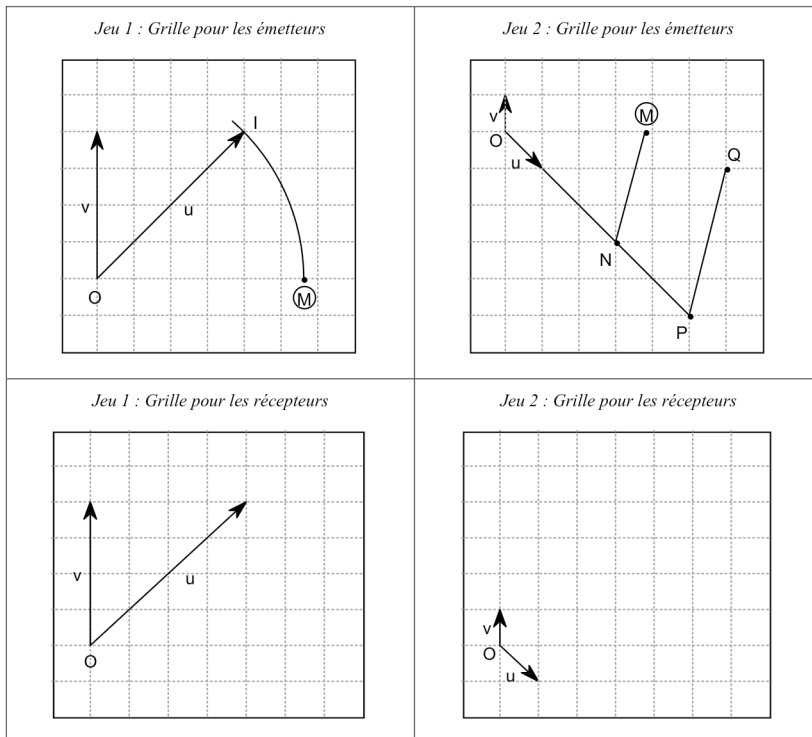 Jeu 1 : Grille pour les émetteurs
I
v
u
O
M
Jeu 2 : Grille pour les émetteurs
v
M
O
u
Q
N
P
Jeu 1 : Grille pour les récepteurs
v
u
O
Jeu 2 : Grille pour les récepteurs
v
O
u